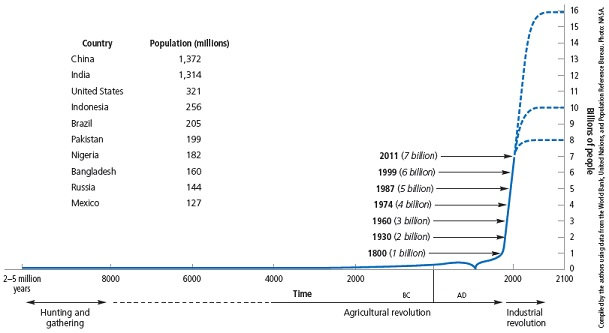 Country Population (millions)
China 1,372
India 1,314
United States 321
Indonesia 256
Brazil 205
Pakistan 199
Nigeria 182
Bangladesh 160
Russia 144
Mexico 127
2011 (7 billion)
1999 (6 billion)
1987 (5 billion)
1974 (4 billion)
1960 (3 billion)
1930 (2 billion)
1800 (1 billion)
16
15
14
13
12
11
10
9
8
7
6
5
4
3
2
1
0
Billions of people
2–5 million
years
8000 6000 4000 2000 2000 2100
Time
BC AD
Hunting and
gathering
Agricultural revolution
Industrial
revolution
Compiled by the authors using data from the World Bank, United Nations, and Population Reference Bureau. Photo: NASA.